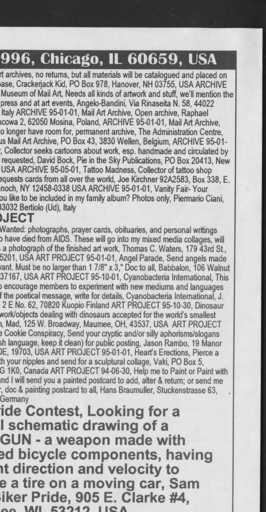 996, Chicago, IL 60659, USA
rt archives, no returns, but all materials will be catalogued and placed on
ase, Crackerjack Kid, PO Box 978, Hanover, NH 03755, USA ARCHIVE
Museum of Mail Art, Needs all kinds of artwork and stuff, we'll mention the
press and at art events, Angelo-Bandini, Via Rinaseita N. 58, 44022
Italy ARCHIVE 95-01-01, Mail Art Archive, Open archive, Raphael
ncowa 2, 62050 Mosina, Poland, ARCHIVE 95-01-01, Mail Art Archive,
o longer have room for, permanent archive, The Administration Centre,
us Mail Art Archive, PO Box 43, 3830 Wellen, Belgium, ARCHIVE 95-01-
, Collector seeks cartoons about work, esp. handmade and circulated by
requested, David Bock, Pie in the Sky Publications, PO Box 20413, New
USA ARCHIVE 95-05-01, Tattoo Madness, Collector of tattoo shop
equests cards from all over the world, Joe Kirchner 92A2583, Box 338, E.
noch, NY 12458-0338 USA ARCHIVE 95-01-01, Vanity Fair- Your
ou like to be included in my family album? Photos only, Piermario Ciani,
33032 Bertiolo (Ud), Italy
OJECT
Wanted: photographs, prayer cards, obituaries, and personal writings
o have died from AIDS. These will go into my mixed media collages, will
s a photograph of the finished art work, Thomas C. Waters, 179 43rd St.,
5201, USA ART PROJECT 95-01-01, Angel Parade, Send angels made
want. Must be no larger than 1 7/8" x 3," Doc to all, Babbalon, 106 Walnut
37167, USA ART PROJECT 95-10-01, Cyanobacteria International, This
o encourage members to experiment with new mediums and languages
f the poetical message, write for details, Cyanobacteria International, J.
2 E No. 62, 70820 Kuopio Finland ART PROJECT 95-10-30, Dinosaur
work/objects dealing with dinosaurs accepted for the world's smallest
, Mad, 125 W. Broadway, Maumee, OH, 43537, USA ART PROJECT
e Cookie Conspiracy, Send your cryptic and/or silly aphorisms/slogans
sh language, keep it clean) for public posting, Jason Rambo, 19 Manor
DE, 19703, USA ART PROJECT 95-01-01, Heart's Erections, Pierce a
th your nipples and send for a sculptural collage, Vaki, PO Box 5,
G 1K0, Canada ART PROJECT 94-06-30, Help me to Paint or Paint with
nd I will send you a painted postcard to add, alter & return; or send me
, doc & painting postcard to all, Hans Braumuller, Stuckenstrasse 63,
Germany
ride Contest, Looking for a
l schematic drawing of a
GUN - a weapon made with
ed bicycle components, having
nt direction and velocity to
e a tire on a moving car, Sam
iker Pride, 905 E. Clarke #4,
ee, WI 53212, USA